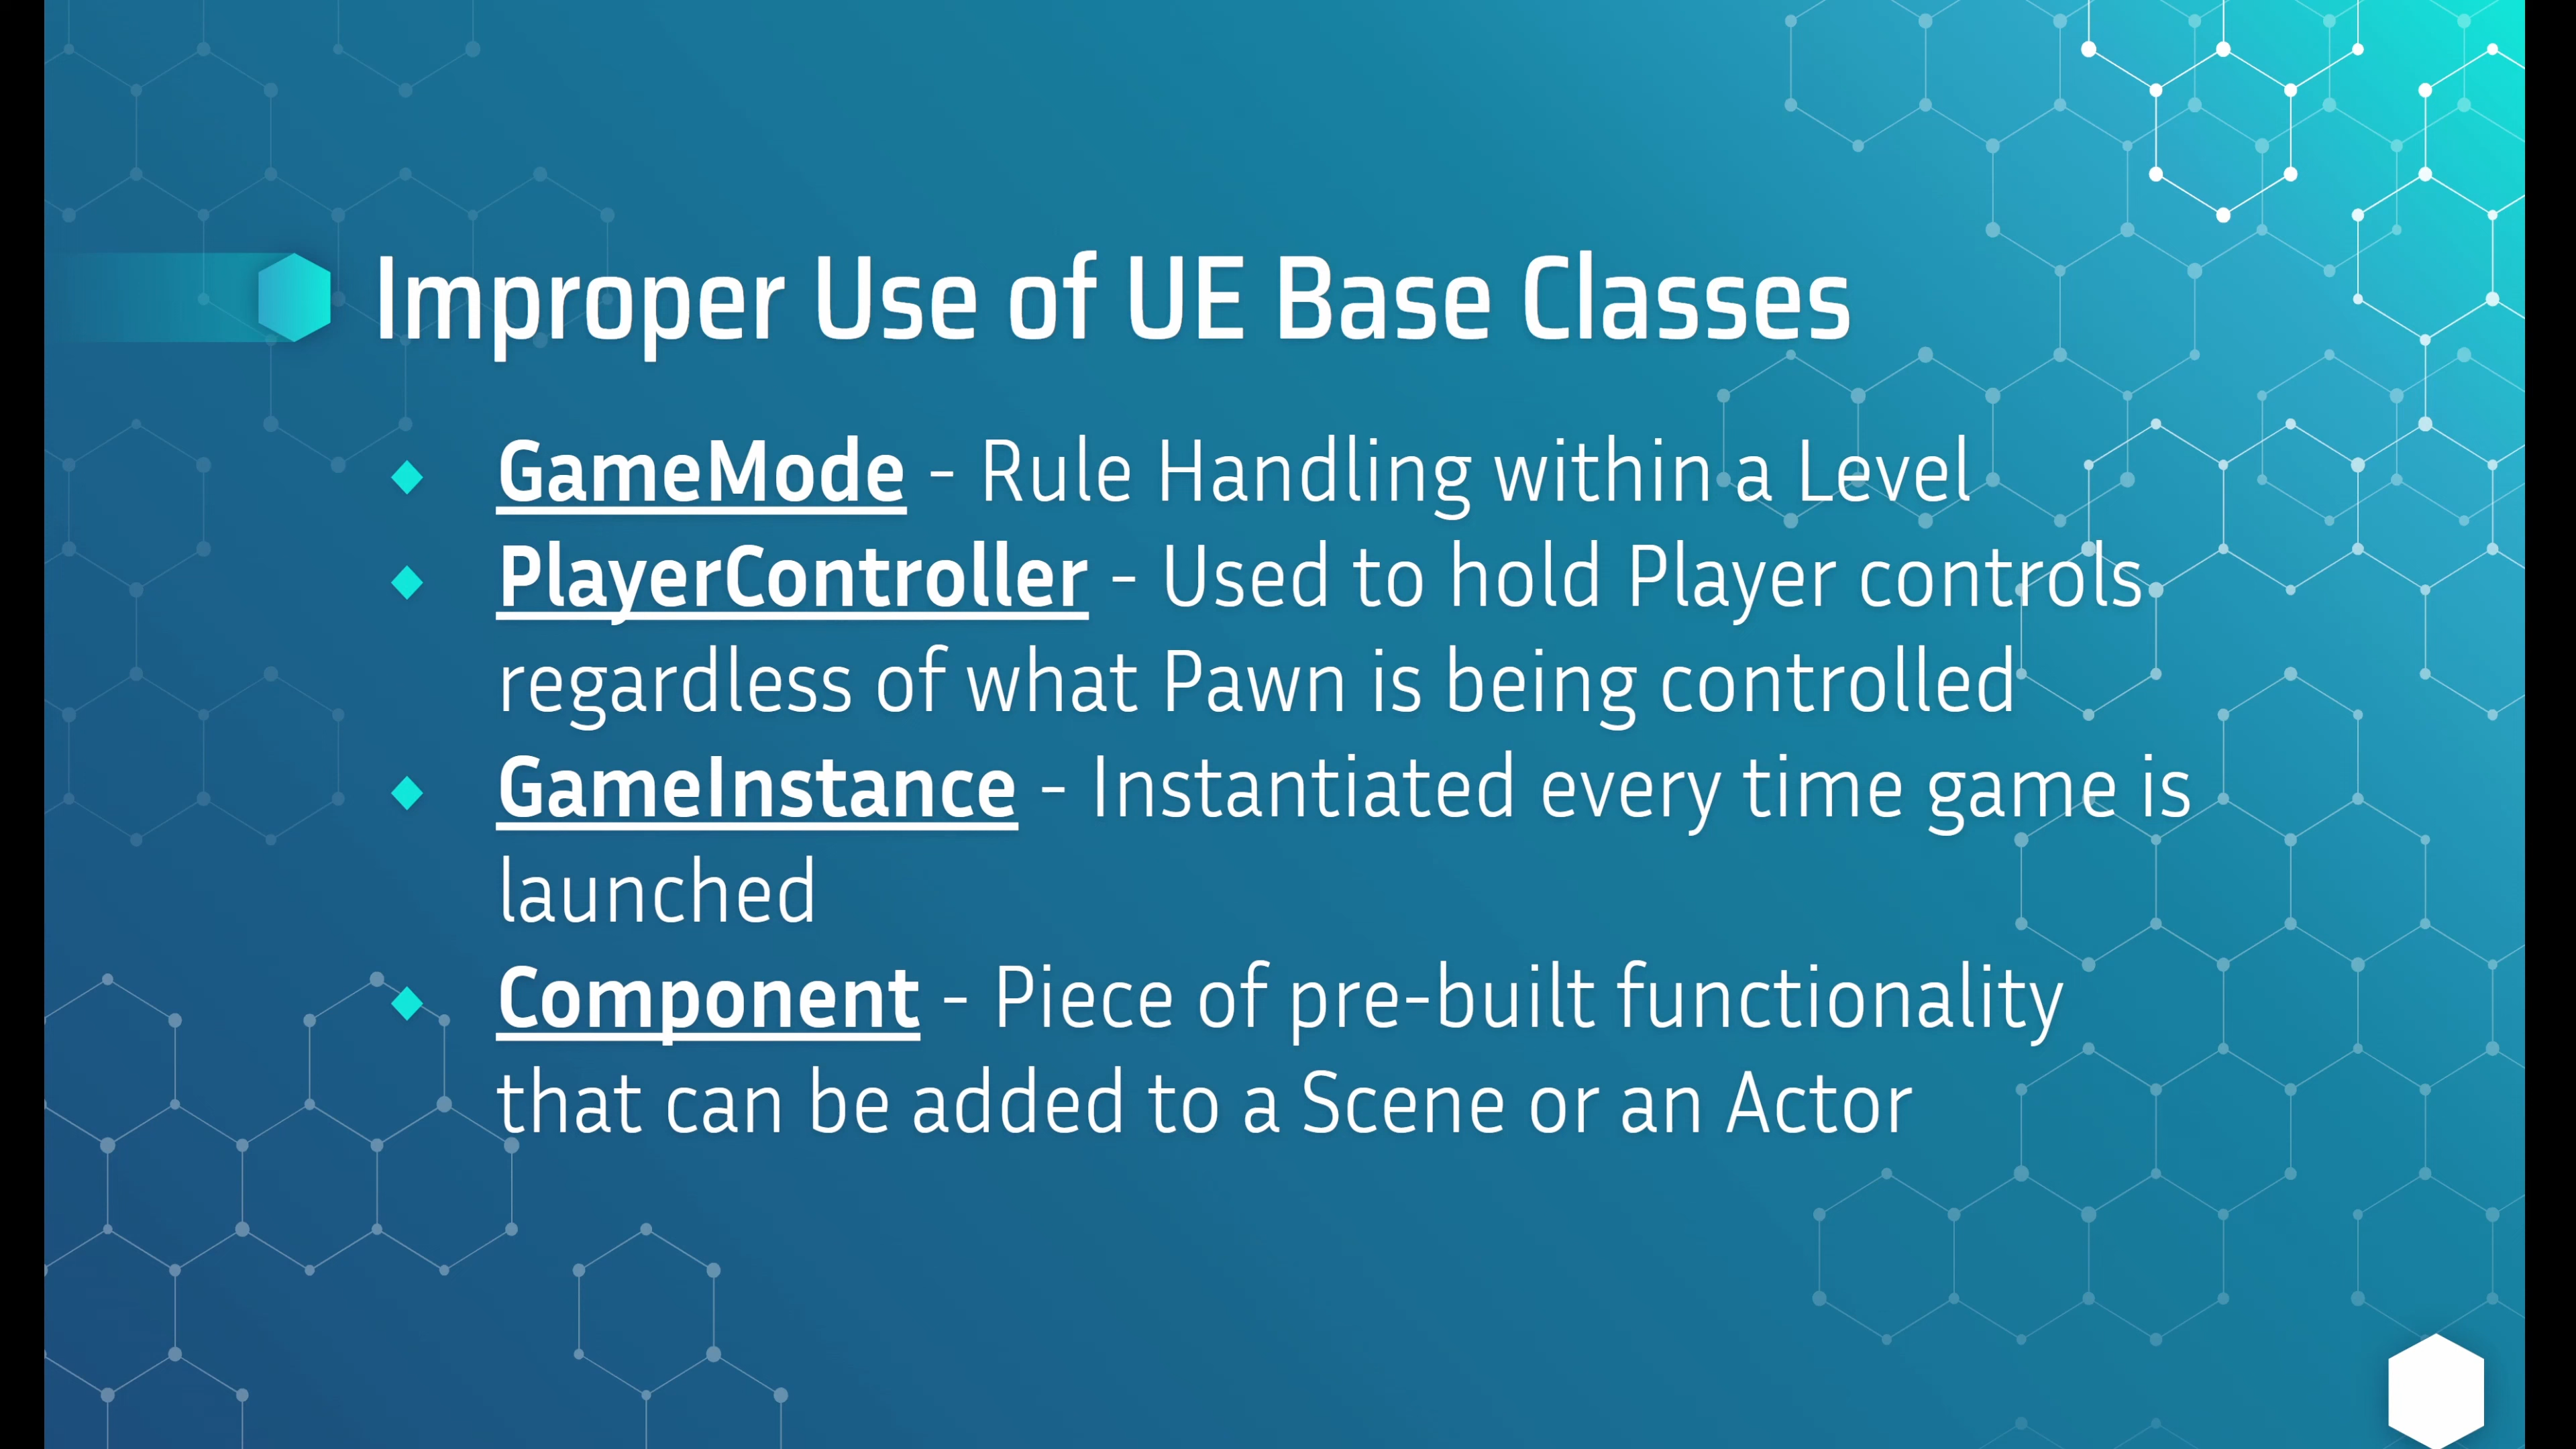 Improper Use of UE Base Classes
GameMode - Rule Handling within a Level
PlayerController - Used to hold Player controls
regardless of what Pawn is being controlled
GameInstance - Instantiated every time game is
launched
Component - Piece of pre-built functionality
that can be added to a Scene or an Actor